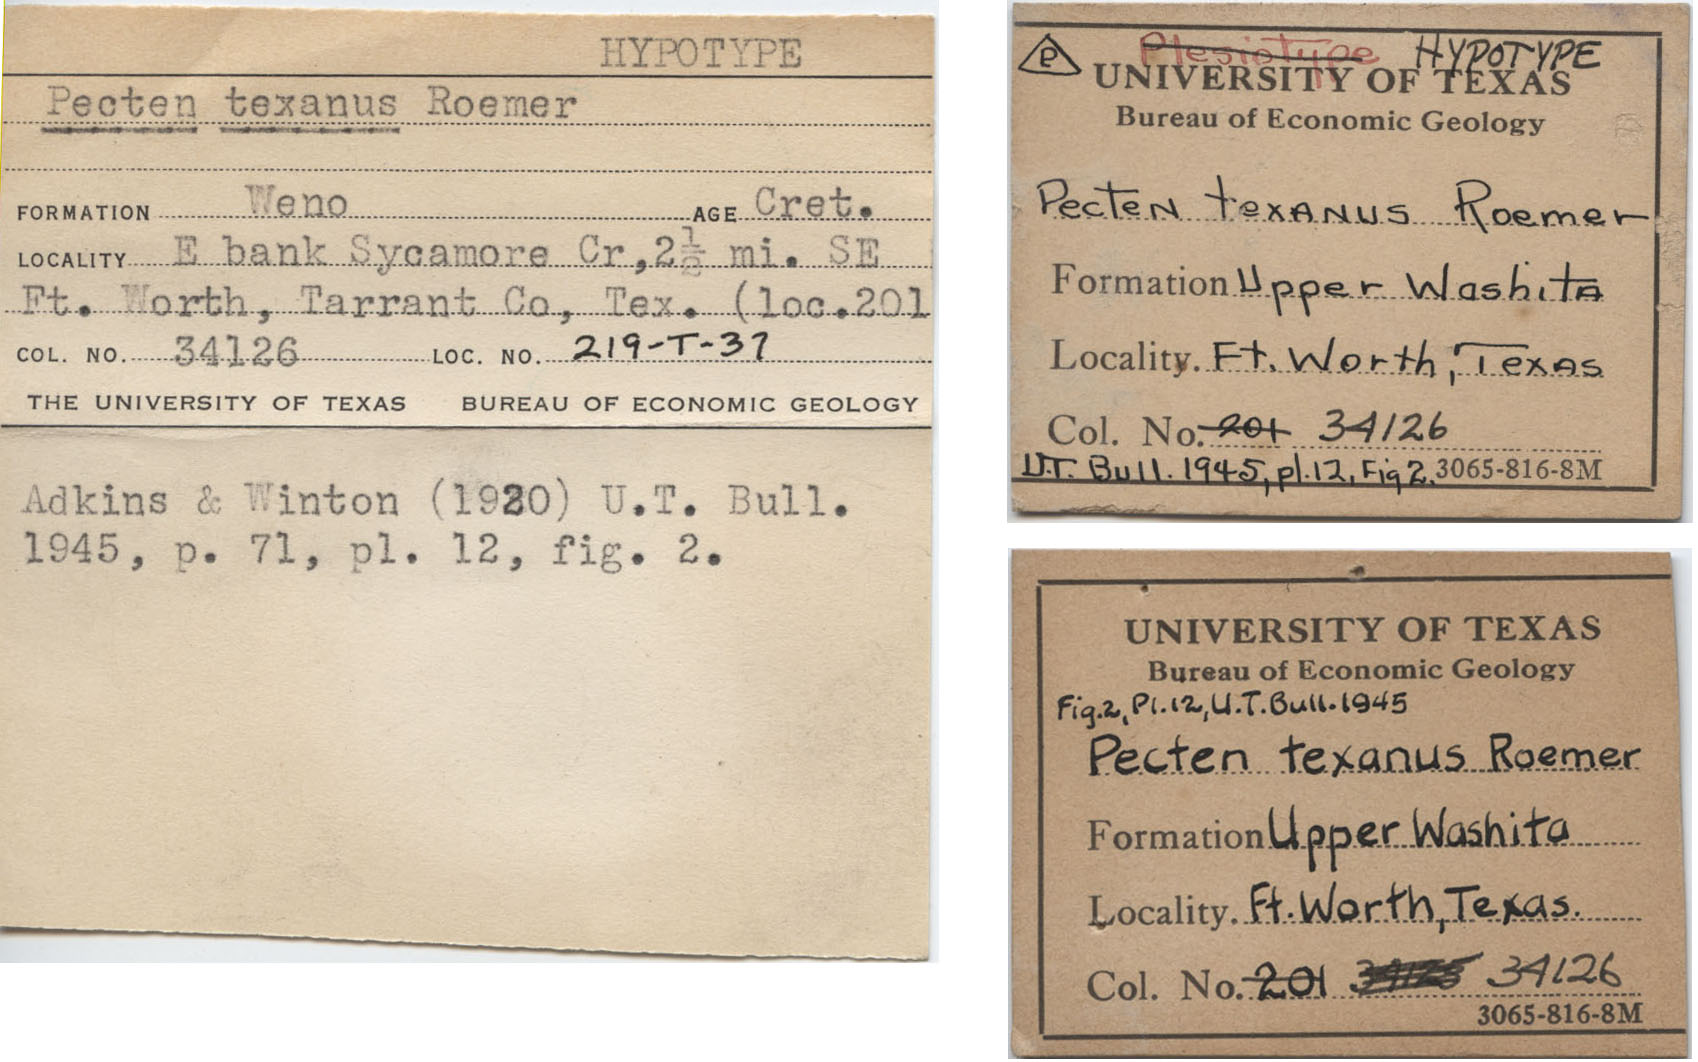 HYPOTYPE
Pecten texanus Roemer
FORMATION Weno AGE Cret.
LOCALITY E bank Sycamore Cr, 2½ mi. SE
Ft. Worth, Tarrant Co, Tex. (loc.201
COL. NO. 34126 LOC. NO. 219-T-37
THE UNIVERSITY OF TEXAS BUREAU OF ECONOMIC GEOLOGY
Adkins & Winton (1920) U.T. Bull.
1945, p. 71, pl. 12, fig. 2.
P Plesiotype HYPOTYPE
UNIVERSITY OF TEXAS
Bureau of Economic Geology
Pecten texanus Roemer
Formation Upper Washita
Locality. Ft. Worth, Texas
Col. No. 201 34126
U.T. Bull. 1945, pl.12, Fig 2. 3065-816-8M
UNIVERSITY OF TEXAS
Bureau of Economic Geology
Fig.2, Pl.12, U.T.Bull.1945
Pecten texanus Roemer
Formation Upper Washita
Locality. Ft. Worth, Texas.
Col. No. 201 34126
3065-816-8M